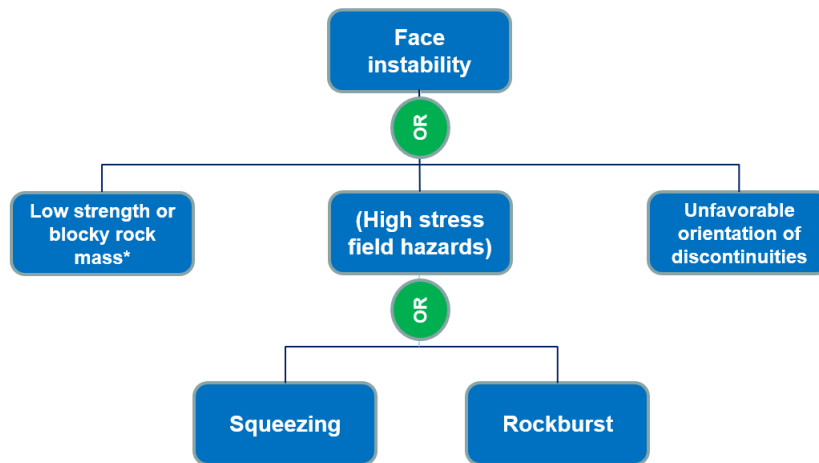 Face
instability
OR
Low strength or
blocky rock
mass*
(High stress
field hazards)
Unfavorable
orientation of
discontinuities
OR
Squeezing
Rockburst